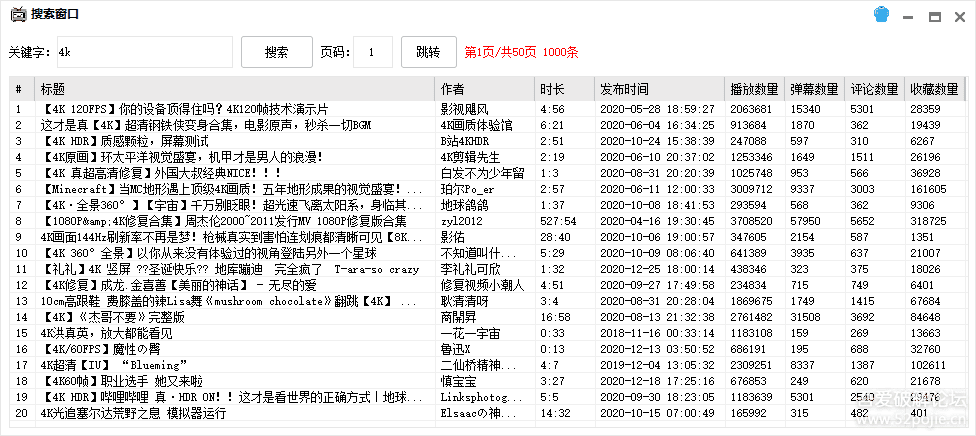 搜索窗口
关键字: 4k 搜索 页码: 1 跳转 第1页/共50页 1000条
# 标题 作者 时长 发布时间 播放数量 弹幕数量 评论数量 收藏数量
1 【4K 120FPS】你的设备顶得住吗？4K120帧技术演示片 影视飓风 4:56 2020-05-28 18:59:27 2063681 15340 5301 28359
2 这才是真【4K】超清钢铁侠变身合集，电影原声，秒杀一切BGM 4K画质体验馆 6:21 2020-06-04 16:34:25 913684 1870 362 19439
3 【4K HDR】质感颗粒，屏幕测试 B站4KHDR 2:51 2020-10-24 15:38:39 247088 597 310 6267
4 【4K原画】环太平洋视觉盛宴，机甲才是男人的浪漫！ 4K剪辑先生 2:19 2020-06-10 20:37:02 1253346 1649 1511 26196
5 【4K 真超高清修复】外国大叔经典NICE！！！ 白发不为少年留 1:3 2020-08-31 20:20:39 1025748 953 566 36928
6 【Minecraft】当MC地形遇上顶级4K画质！五年地形成果的视觉盛宴！... 珀尔Po_er 2:57 2020-06-11 12:00:33 3009712 9337 3003 161605
7 【4K·全景360°】【宇宙】千万别眨眼！超光速飞离太阳系，身临其... 地球鸽鸽 1:37 2020-10-08 18:41:53 293594 568 362 9306
8 【1080P&amp;4K修复合集】周杰伦2000~2011发行MV 1080P修复版合集 zyl2012 527:54 2020-04-16 19:30:45 3708520 57950 5652 318725
9 4K画面144Hz刷新率不再是梦！枪械真实到害怕连划痕都清晰可见【8K... 影佑 28:40 2020-10-06 19:00:57 347605 2154 587 1351
10 【4K 360°全景】以你从来没有体验过的视角登陆另外一个星球 不知道叫什... 5:29 2020-10-09 08:06:40 641389 3935 637 21007
11 【礼礼】4K 竖屏 ??圣诞快乐?? 地库蹦迪 完全疯了 T-ara-so crazy 李礼礼可欣 1:32 2020-12-25 18:00:14 438346 323 375 18026
12 【4K修复】成龙.金喜善【美丽的神话】 - 无尽的爱 修复视频小潮人 4:51 2020-09-27 17:49:58 234834 715 749 6401
13 10cm高跟鞋 费膝盖的辣Lisa舞《mushroom chocolate》翻跳【4K】 ... 耿清清呀 3:4 2020-08-31 20:28:04 1869675 1749 1415 67684
14 【4K】《杰哥不要》完整版 商開昇 16:58 2020-08-13 21:32:38 2761482 31508 3692 84648
15 4K洪真英，放大都能看见 一花一宇宙 0:33 2018-11-16 00:33:14 1183108 159 269 13663
16 【4K/60FPS】魔性の臀 鲁迅X 0:13 2020-12-13 03:50:52 686191 195 688 32760
17 4K超清【IU】 “Blueming” 二仙桥精神... 4:7 2019-12-04 13:05:32 2309251 8337 1387 102611
18 【4K60帧】职业选手 她又来啦 慎宝宝 3:27 2020-12-18 17:25:16 676853 249 620 21678
19 【4K HDR】哔哩哔哩 真·HDR ON！！这才是看世界的正确方式|地球... Linksphotog... 5:5 2020-09-30 18:23:05 1183639 5301 2540 29476
20 4K光追塞尔达荒野之息 模拟器运行 Elsaacの神... 14:32 2020-10-15 07:00:49 165992 315 482 401
吾爱破解论坛
www.52pojie.cn